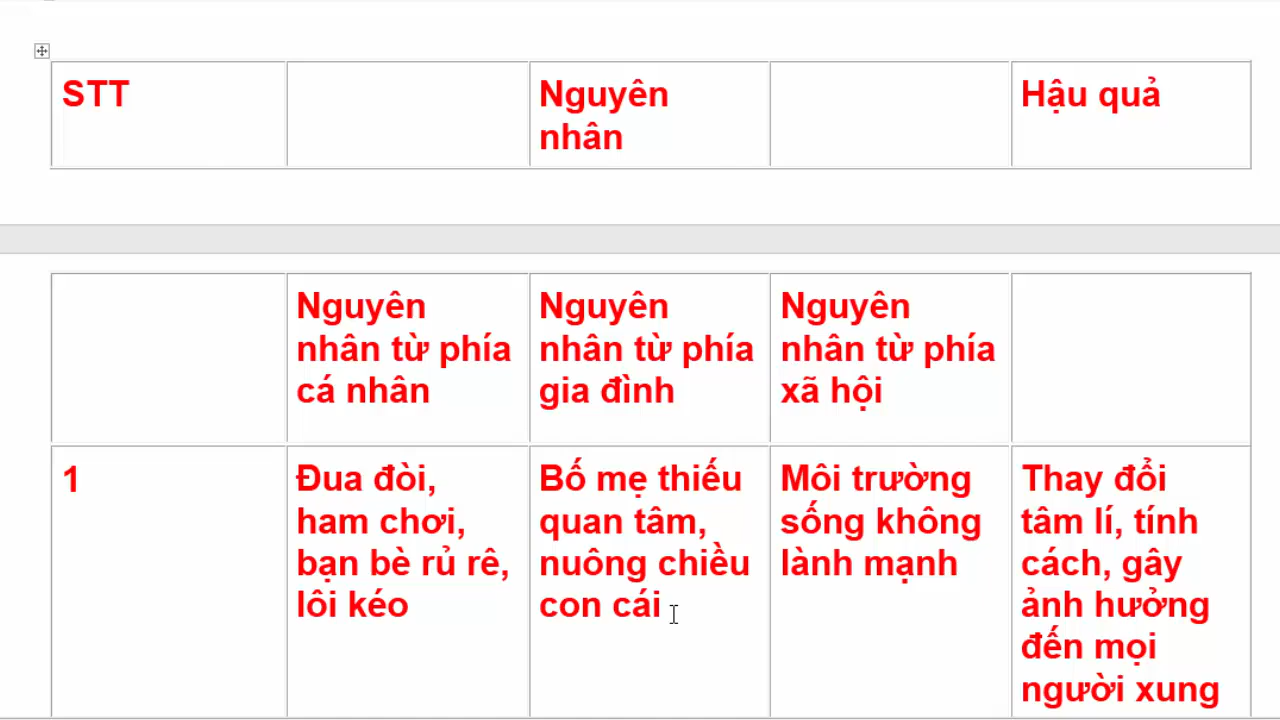 STT
Nguyên
nhân
Hậu quả
Nguyên
nhân từ phía
cá nhân
Nguyên
nhân từ phía
gia đình
Nguyên
nhân từ phía
xã hội
1
Đua đòi,
ham chơi,
bạn bè rủ rê,
lôi kéo
Bố mẹ thiếu
quan tâm,
nuông chiều
con cái
Môi trường
sống không
lành mạnh
Thay đổi
tâm lí, tính
cách, gây
ảnh hưởng
đến mọi
người xung